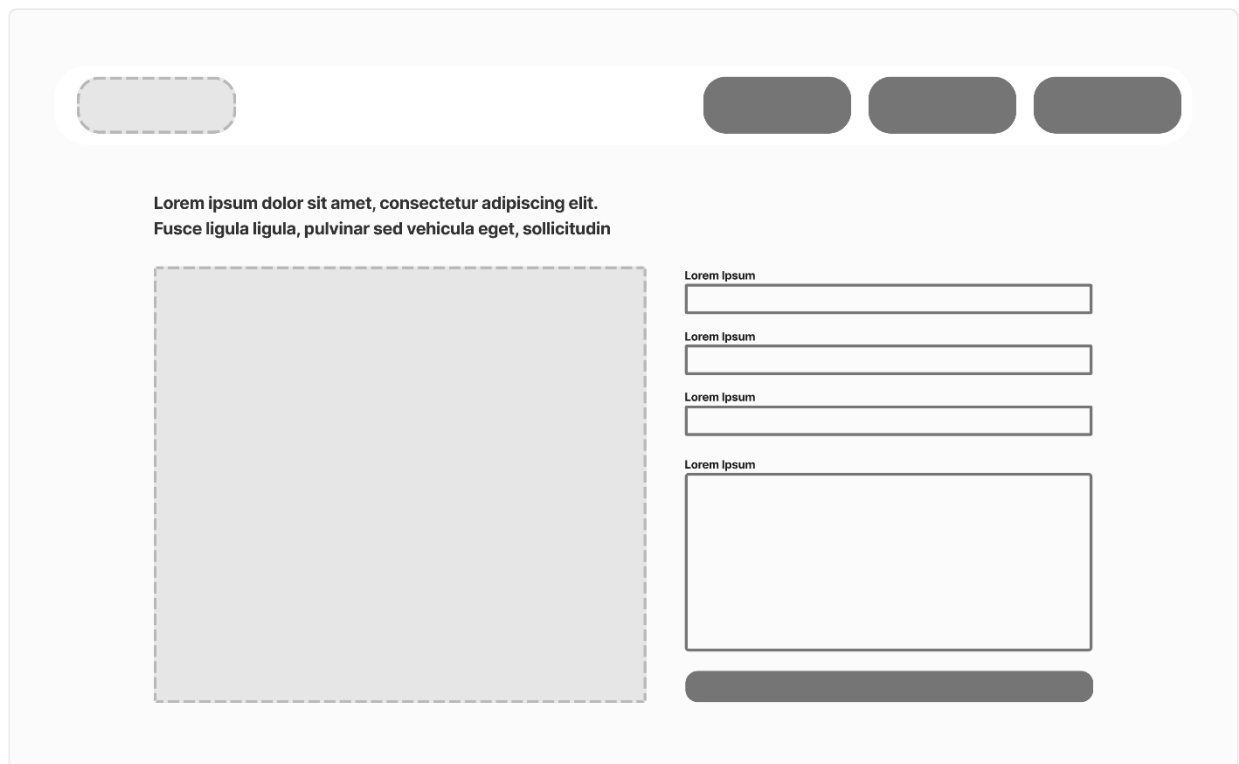 Lorem ipsum dolor sit amet, consectetur adipiscing elit.
Fusce ligula ligula, pulvinar sed vehicula eget, sollicitudin
Lorem Ipsum
Lorem Ipsum
Lorem Ipsum
Lorem Ipsum